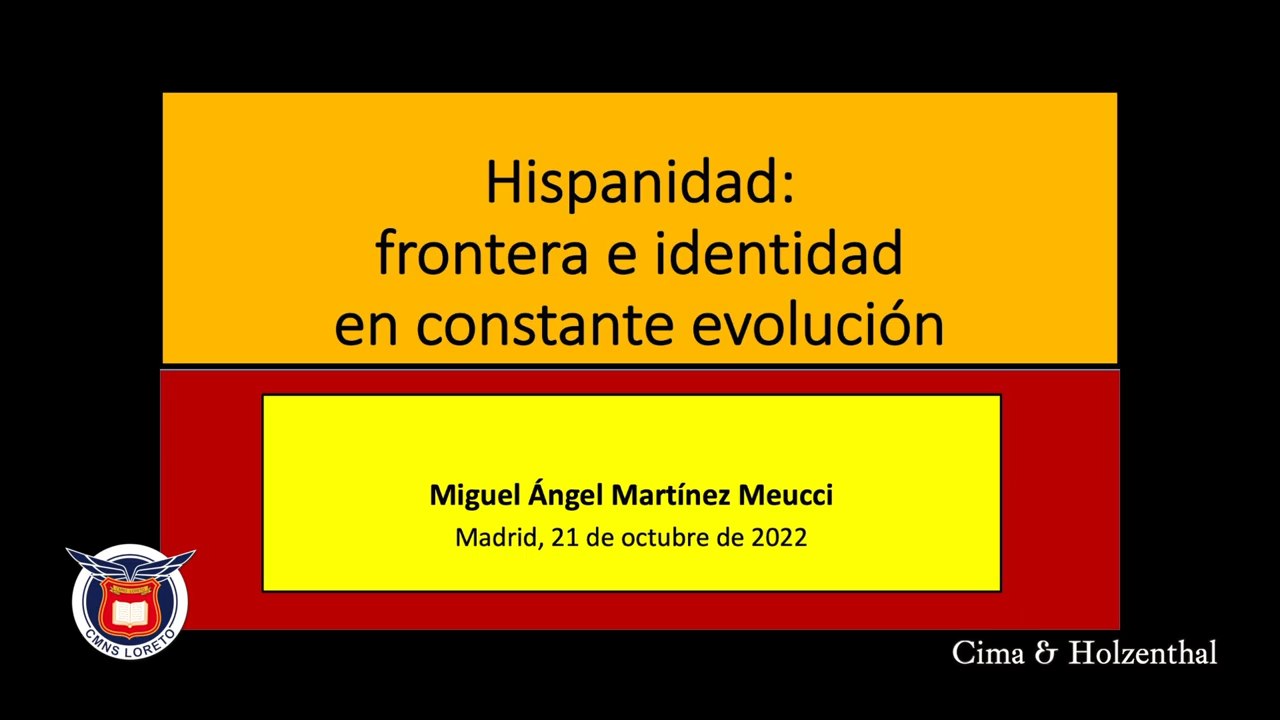 Hispanidad:
frontera e identidad
en constante evolución
Miguel Ángel Martínez Meucci
Madrid, 21 de octubre de 2022
CMNS LORETO
Cima & Holzenthal